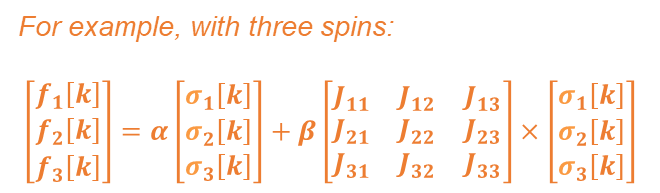 For example, with three spins:
[f₁[k]] = α [σ₁[k]] + β [J₁₁ J₁₂ J₁₃] × [σ₁[k]]
[f₂[k]] = α [σ₂[k]] + β [J₂₁ J₂₂ J₂₃] × [σ₂[k]]
[f₃[k]] = α [σ₃[k]] + β [J₃₁ J₃₂ J₃₃] × [σ₃[k]]